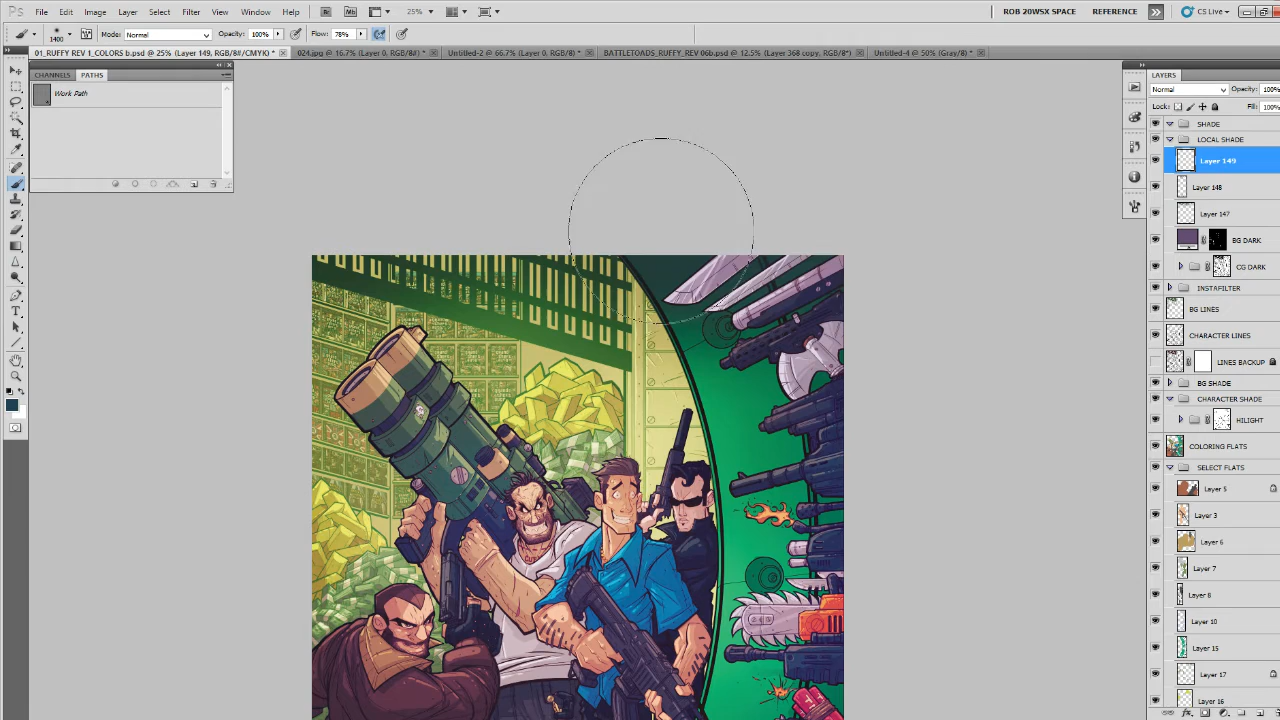 Ps File Edit Image Layer Select Filter View Window Help Br Mb 25% ROB 20WSX SPACE REFERENCE CS Live
1400 Mode: Normal Opacity: 100% Flow: 78%
01_RUFFY REV 1_COLORS b.psd @ 25% (Layer 149, RGB/8#/CMYK) * 024.jpg @ 16.7% (Layer 0, RGB/8#) * Untitled-2 @ 66.7% (Layer 0, RGB/8) * BATTLETOADS_RUFFY_REV 06b.psd @ 12.5% (Layer 368 copy, RGB/8#) Untitled-4 @ 50% (Gray/8) *
CHANNELS PATHS
Work Path
LAYERS
Normal Opacity: 100%
Lock: Fill: 100%
SHADE
LOCAL SHADE
Layer 149
Layer 148
Layer 147
BG DARK
CG DARK
INSTAFILTER
BG LINES
CHARACTER LINES
LINES BACKUP
BG SHADE
CHARACTER SHADE
HILIGHT
COLORING FLATS
SELECT FLATS
Layer 5
Layer 3
Layer 6
Layer 7
Layer 8
Layer 10
Layer 15
Layer 17
Layer 16